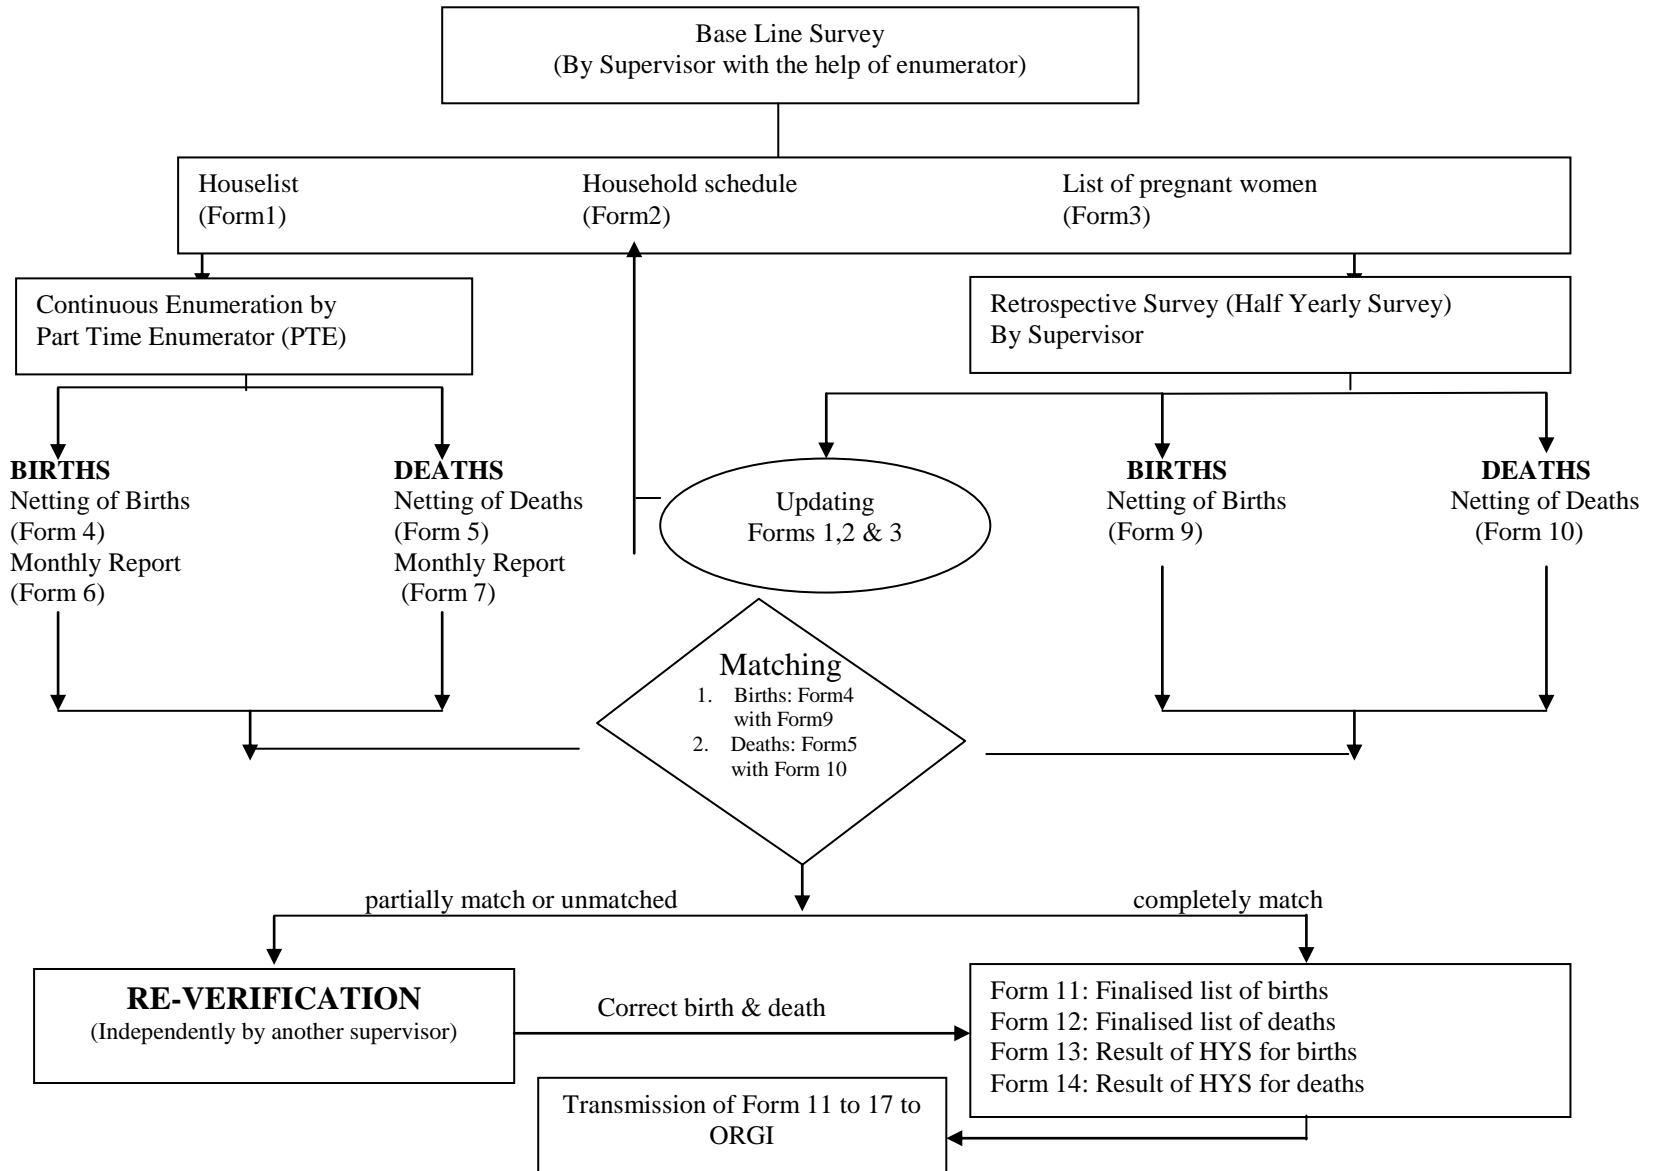 Base Line Survey
(By Supervisor with the help of enumerator)
Houselist
(Form1)
Household schedule
(Form2)
List of pregnant women
(Form3)
Continuous Enumeration by
Part Time Enumerator (PTE)
Retrospective Survey (Half Yearly Survey)
By Supervisor
BIRTHS
Netting of Births
(Form 4)
Monthly Report
(Form 6)
DEATHS
Netting of Deaths
(Form 5)
Monthly Report
(Form 7)
Updating
Forms 1,2 & 3
BIRTHS
Netting of Births
(Form 9)
DEATHS
Netting of Deaths
(Form 10)
Matching
1. Births: Form4
with Form9
2. Deaths: Form5
with Form 10
partially match or unmatched
completely match
RE-VERIFICATION
(Independently by another supervisor)
Correct birth & death
Form 11: Finalised list of births
Form 12: Finalised list of deaths
Form 13: Result of HYS for births
Form 14: Result of HYS for deaths
Transmission of Form 11 to 17 to
ORGI